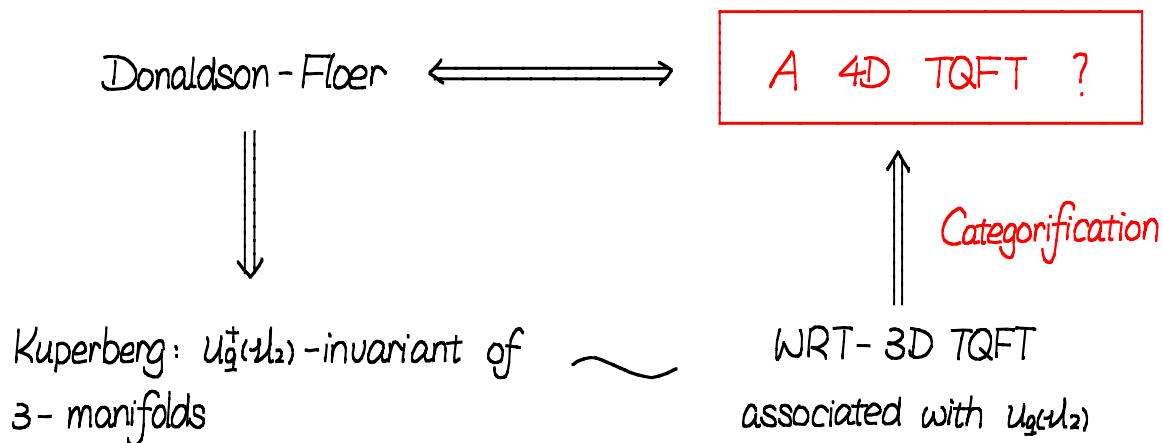 Donaldson-Floer
A 4D TQFT ?
Categorification
Kuperberg: u_q^+(sl_2)-invariant of
3-manifolds
WRT-3D TQFT
associated with u_q(sl_2)